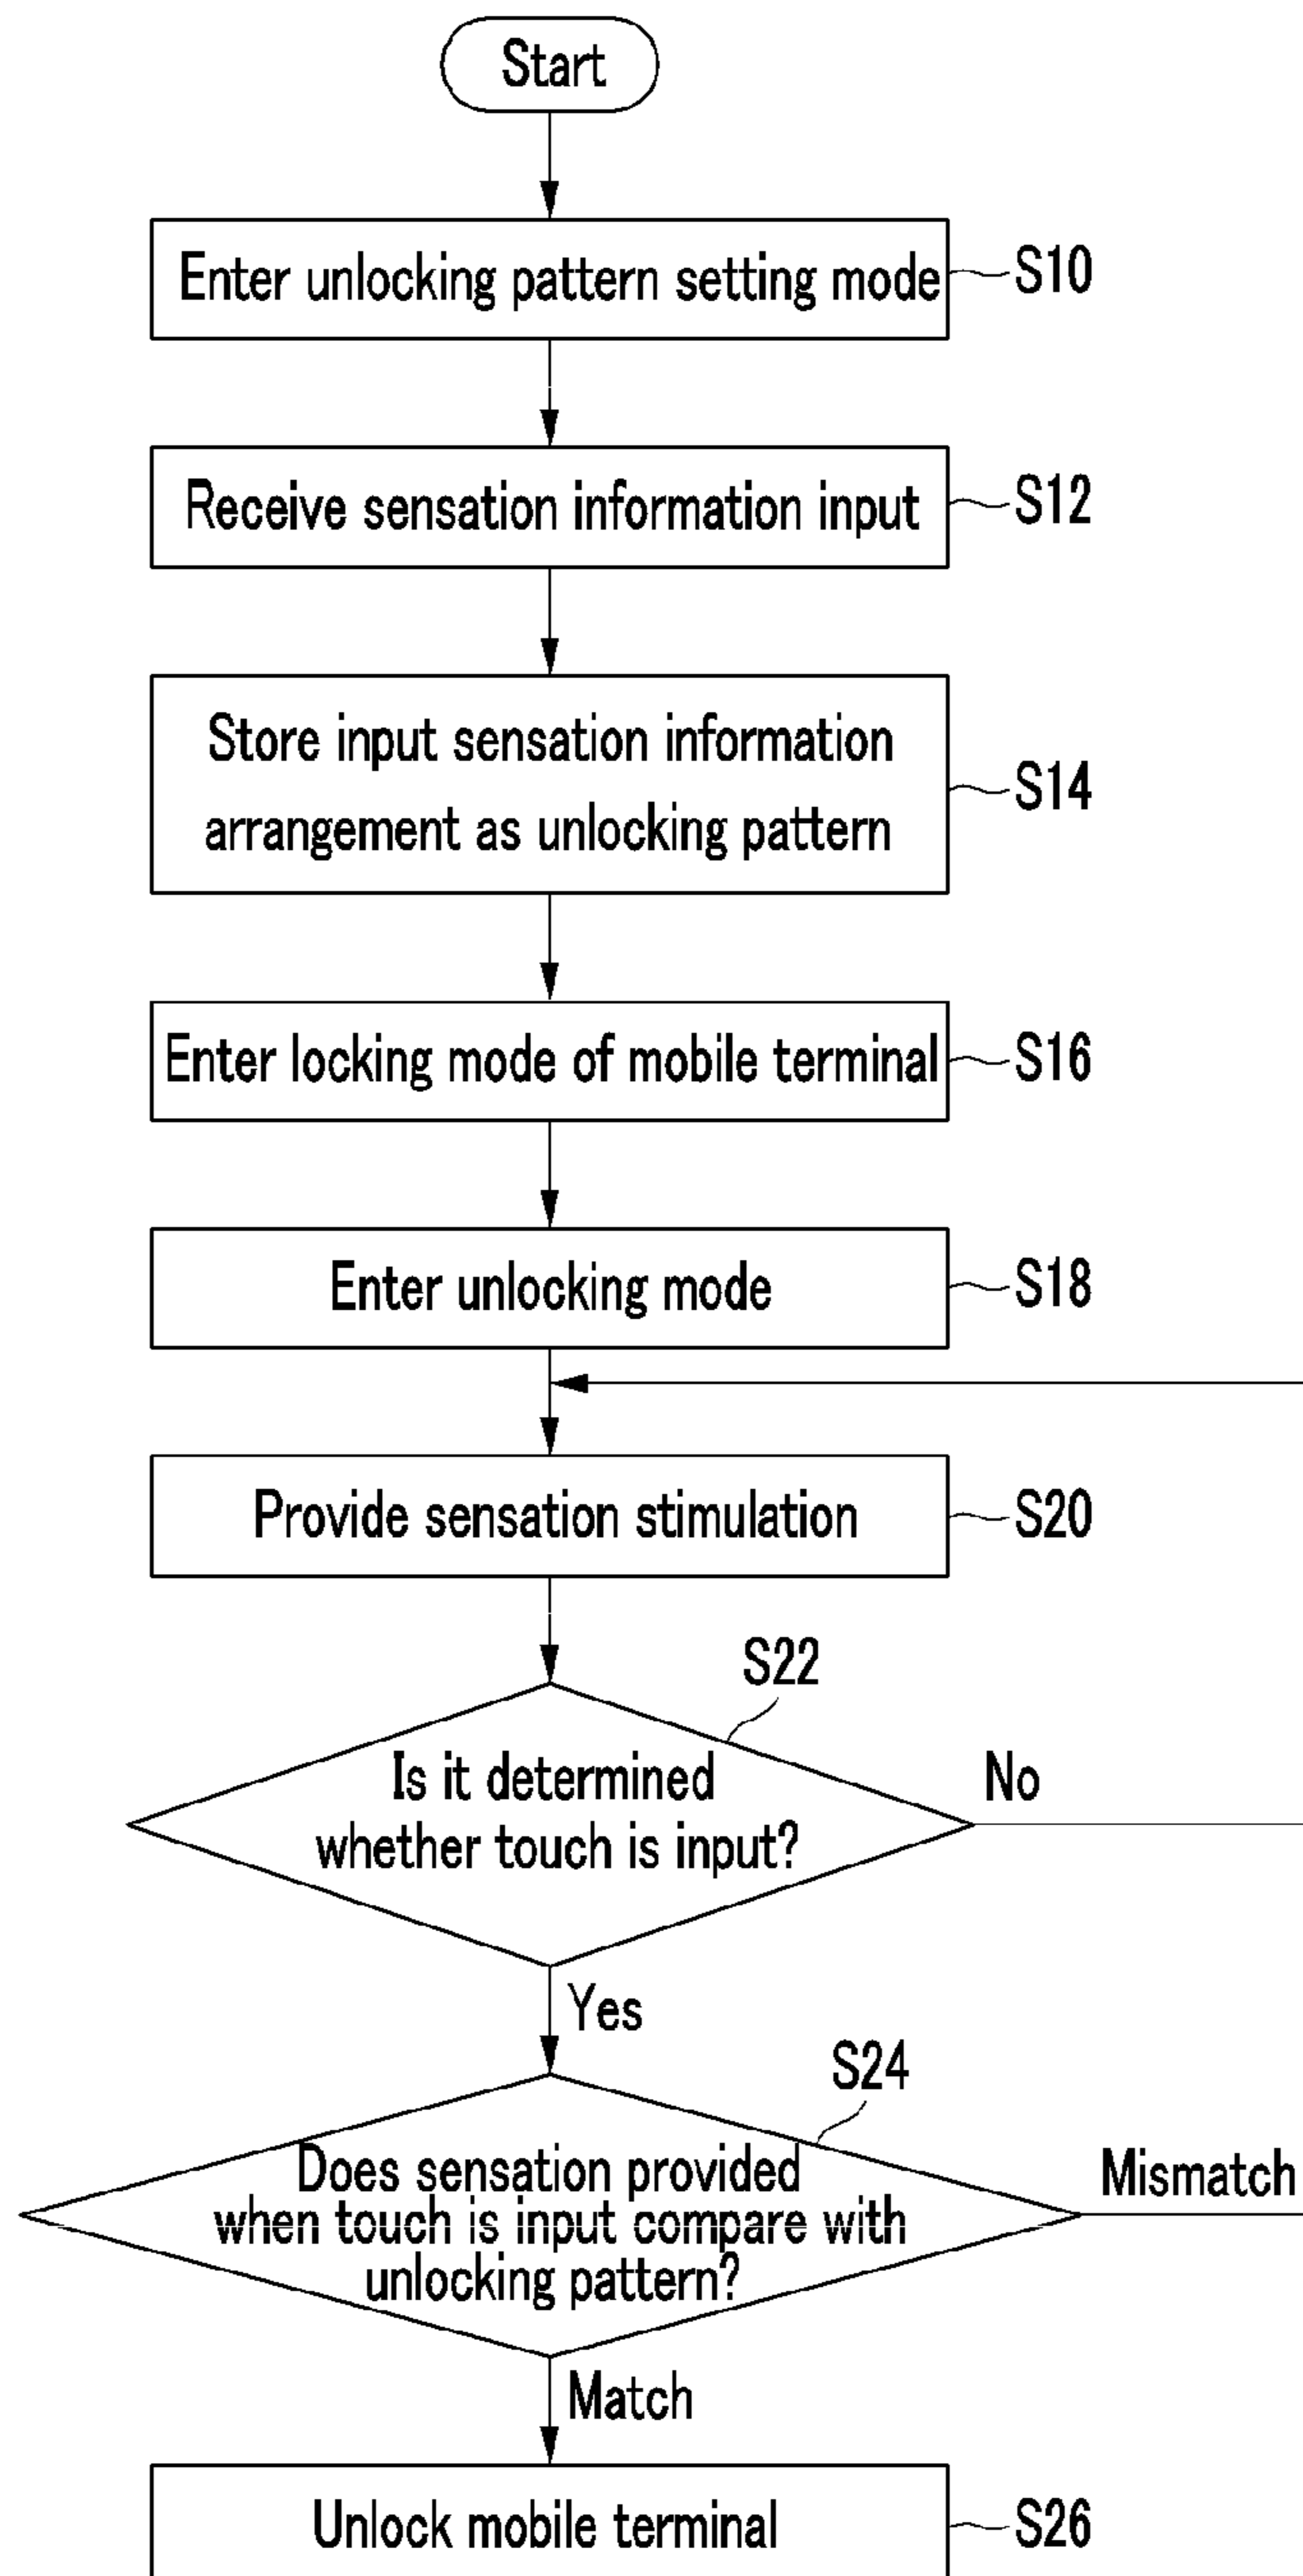 Start
Enter unlocking pattern setting mode
S10
Receive sensation information input
S12
Store input sensation information
arrangement as unlocking pattern
S14
Enter locking mode of mobile terminal
S16
Enter unlocking mode
S18
Provide sensation stimulation
S20
S22
Is it determined
whether touch is input?
No
Yes
S24
Does sensation provided
when touch is input compare with
unlocking pattern?
Mismatch
Match
Unlock mobile terminal
S26